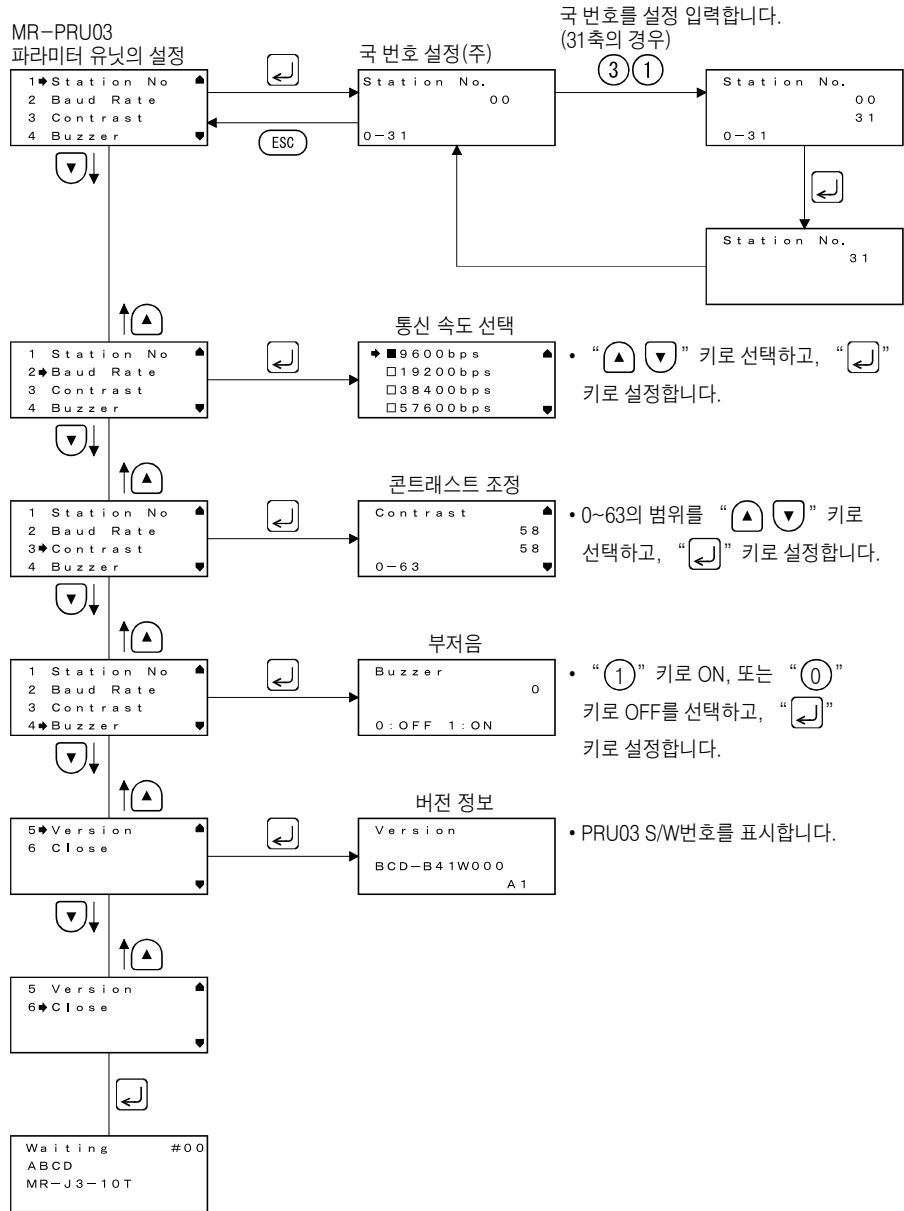 MR-PRU03
파라미터 유닛의 설정
1 Station No
2 Baud Rate
3 Contrast
4 Buzzer
ESC
국 번호 설정(주)
Station No.
00
0-31
국 번호를 설정 입력합니다.
(31축의 경우)
3 1
Station No.
00
31
0-31
Station No.
31
1 Station No
2 Baud Rate
3 Contrast
4 Buzzer
통신 속도 선택
■9600bps
□19200bps
□38400bps
□57600bps
• “▲ ▼” 키로 선택하고, “↵”
키로 설정합니다.
1 Station No
2 Baud Rate
3 Contrast
4 Buzzer
콘트래스트 조정
Contrast
58
58
0-63
• 0~63의 범위를 “▲ ▼” 키로
선택하고, “↵” 키로 설정합니다.
1 Station No
2 Baud Rate
3 Contrast
4 Buzzer
부저음
Buzzer
0
0:OFF 1:ON
• “1” 키로 ON, 또는 “0”
키로 OFF를 선택하고, “↵”
키로 설정합니다.
5 Version
6 Close
버전 정보
Version
BCD-B41W000
A1
• PRU03 S/W번호를 표시합니다.
5 Version
6 Close
Waiting #00
ABCD
MR-J3-10T